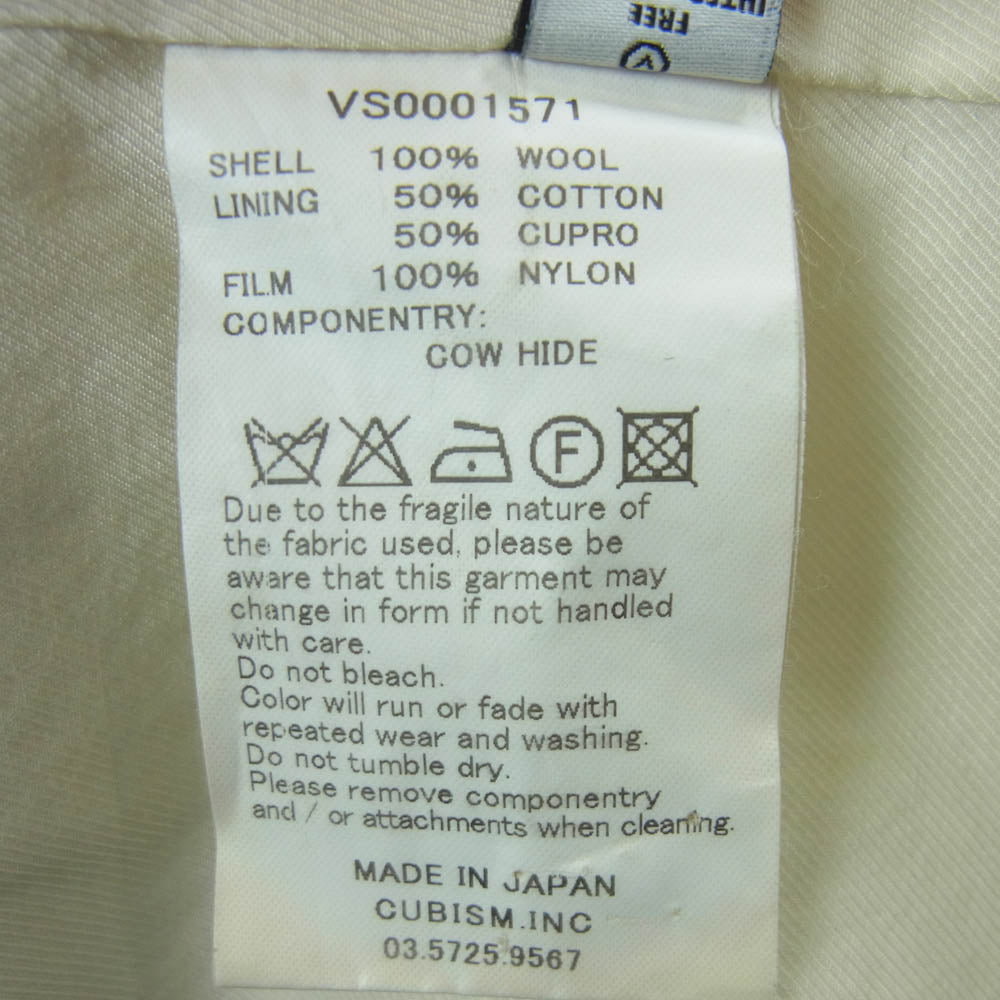 FREE
VS0001571
SHELL 100% WOOL
LINING 50% COTTON
50% CUPRO
FILM 100% NYLON
COMPONENTRY:
COW HIDE
F
Due to the fragile nature of
the fabric used, please be
aware that this garment may
change in form if not handled
with care.
Do not bleach.
Color will run or fade with
repeated wear and washing.
Do not tumble dry.
Please remove componentry
and / or attachments when cleaning.
MADE IN JAPAN
CUBISM.INC
03.5725.9567